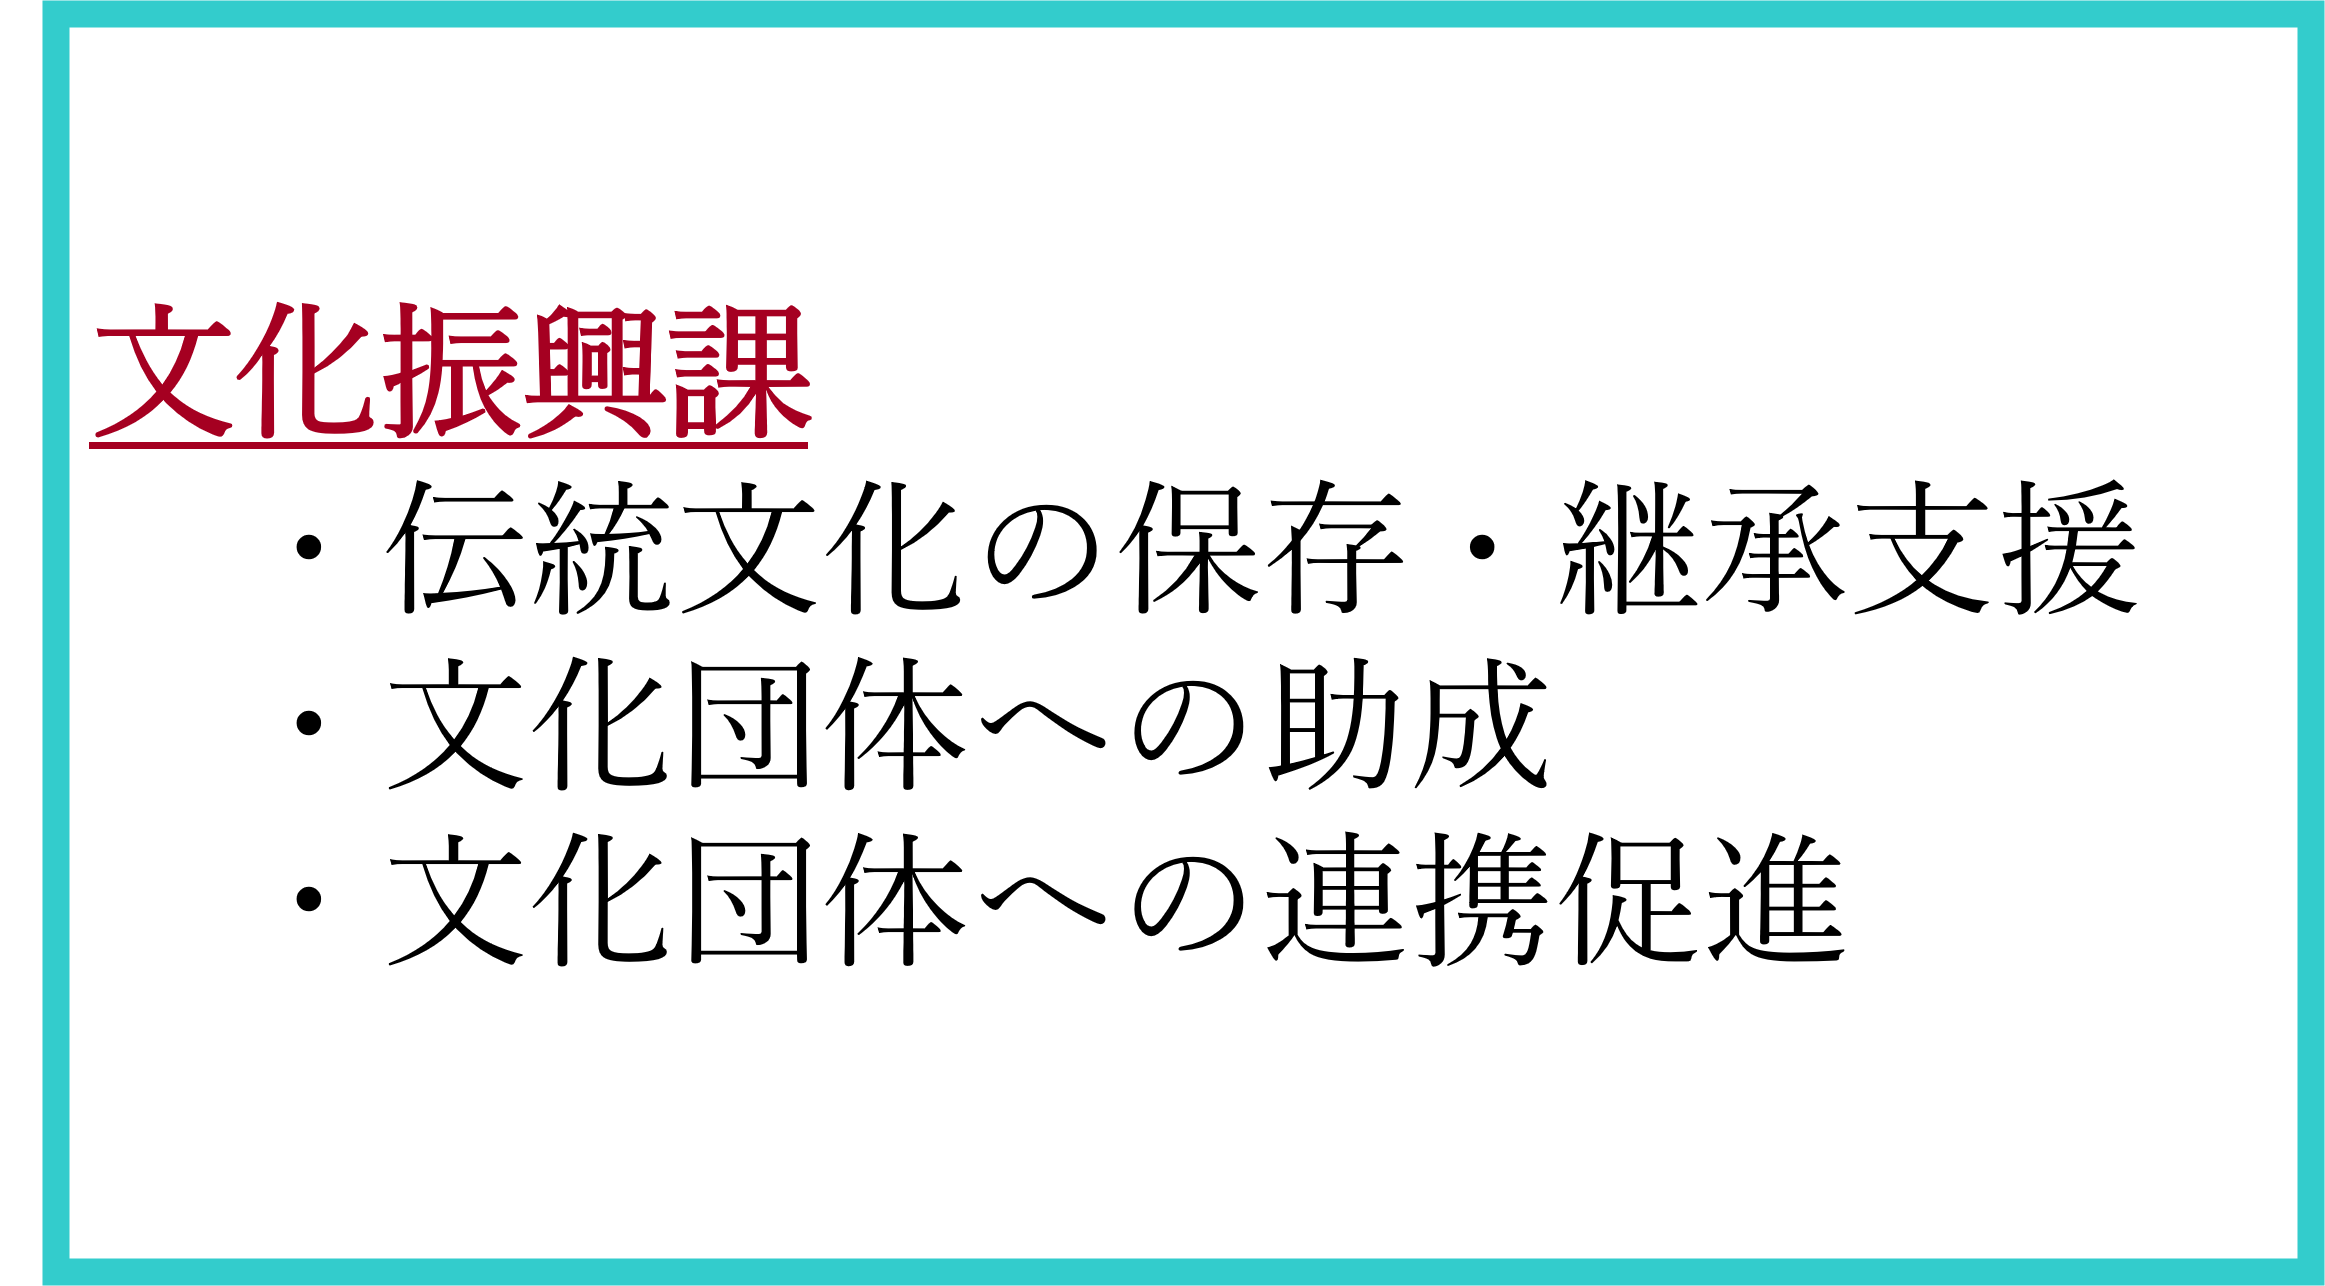 文化振興課
・伝統文化の保存・継承支援
・文化団体への助成
・文化団体への連携促進